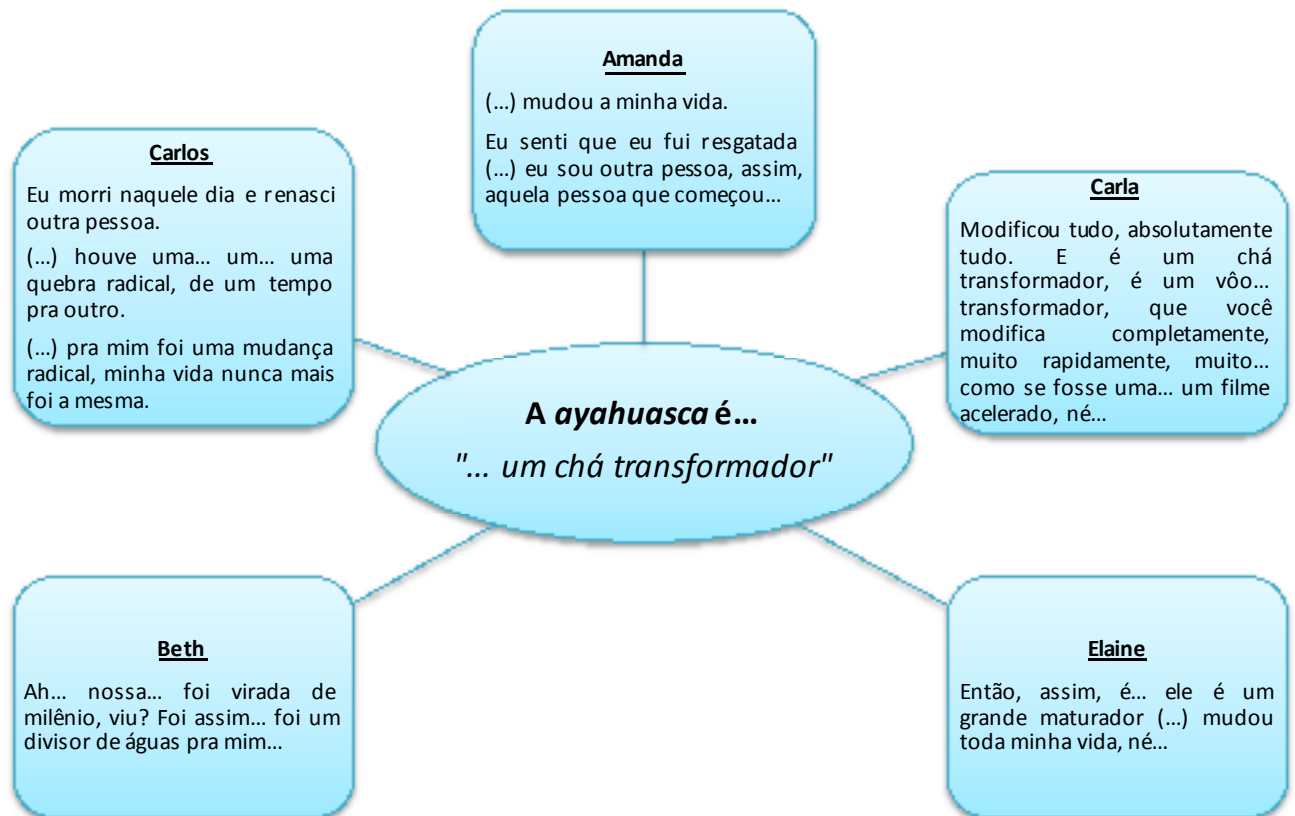 Amanda
(...) mudou a minha vida.
Eu senti que eu fui resgatada
(...) eu sou outra pessoa, assim,
aquela pessoa que começou...
Carlos
Eu morri naquele dia e renasci
outra pessoa.
(...) houve uma... um... uma
quebra radical, de um tempo
pra outro.
(...) pra mim foi uma mudança
radical, minha vida nunca mais
foi a mesma.
Carla
Modificou tudo, absolutamente
tudo. E é um chá
transformador, é um vôo...
transformador, que você
modifica completamente,
muito rapidamente, muito...
como se fosse uma... um filme
acelerado, né...
A ayahuasca é...
"... um chá transformador"
Beth
Ah... nossa... foi virada de
milênio, viu? Foi assim... foi um
divisor de águas pra mim...
Elaine
Então, assim, é... ele é um
grande maturador (...) mudou
toda minha vida, né...